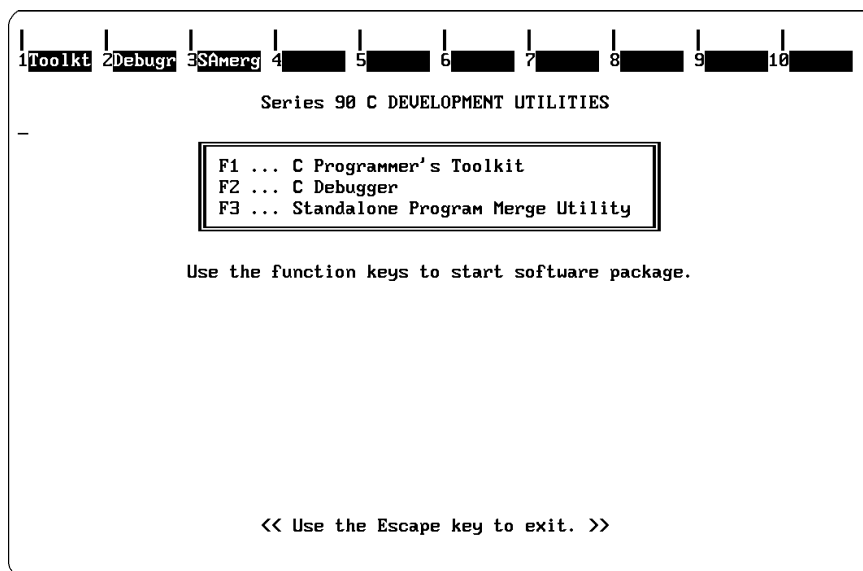 1Toolkt 2Debugr 3SAmerg 4 5 6 7 8 9 10
Series 90 C DEVELOPMENT UTILITIES
F1 ... C Programmer's Toolkit
F2 ... C Debugger
F3 ... Standalone Program Merge Utility
Use the function keys to start software package.
<< Use the Escape key to exit. >>